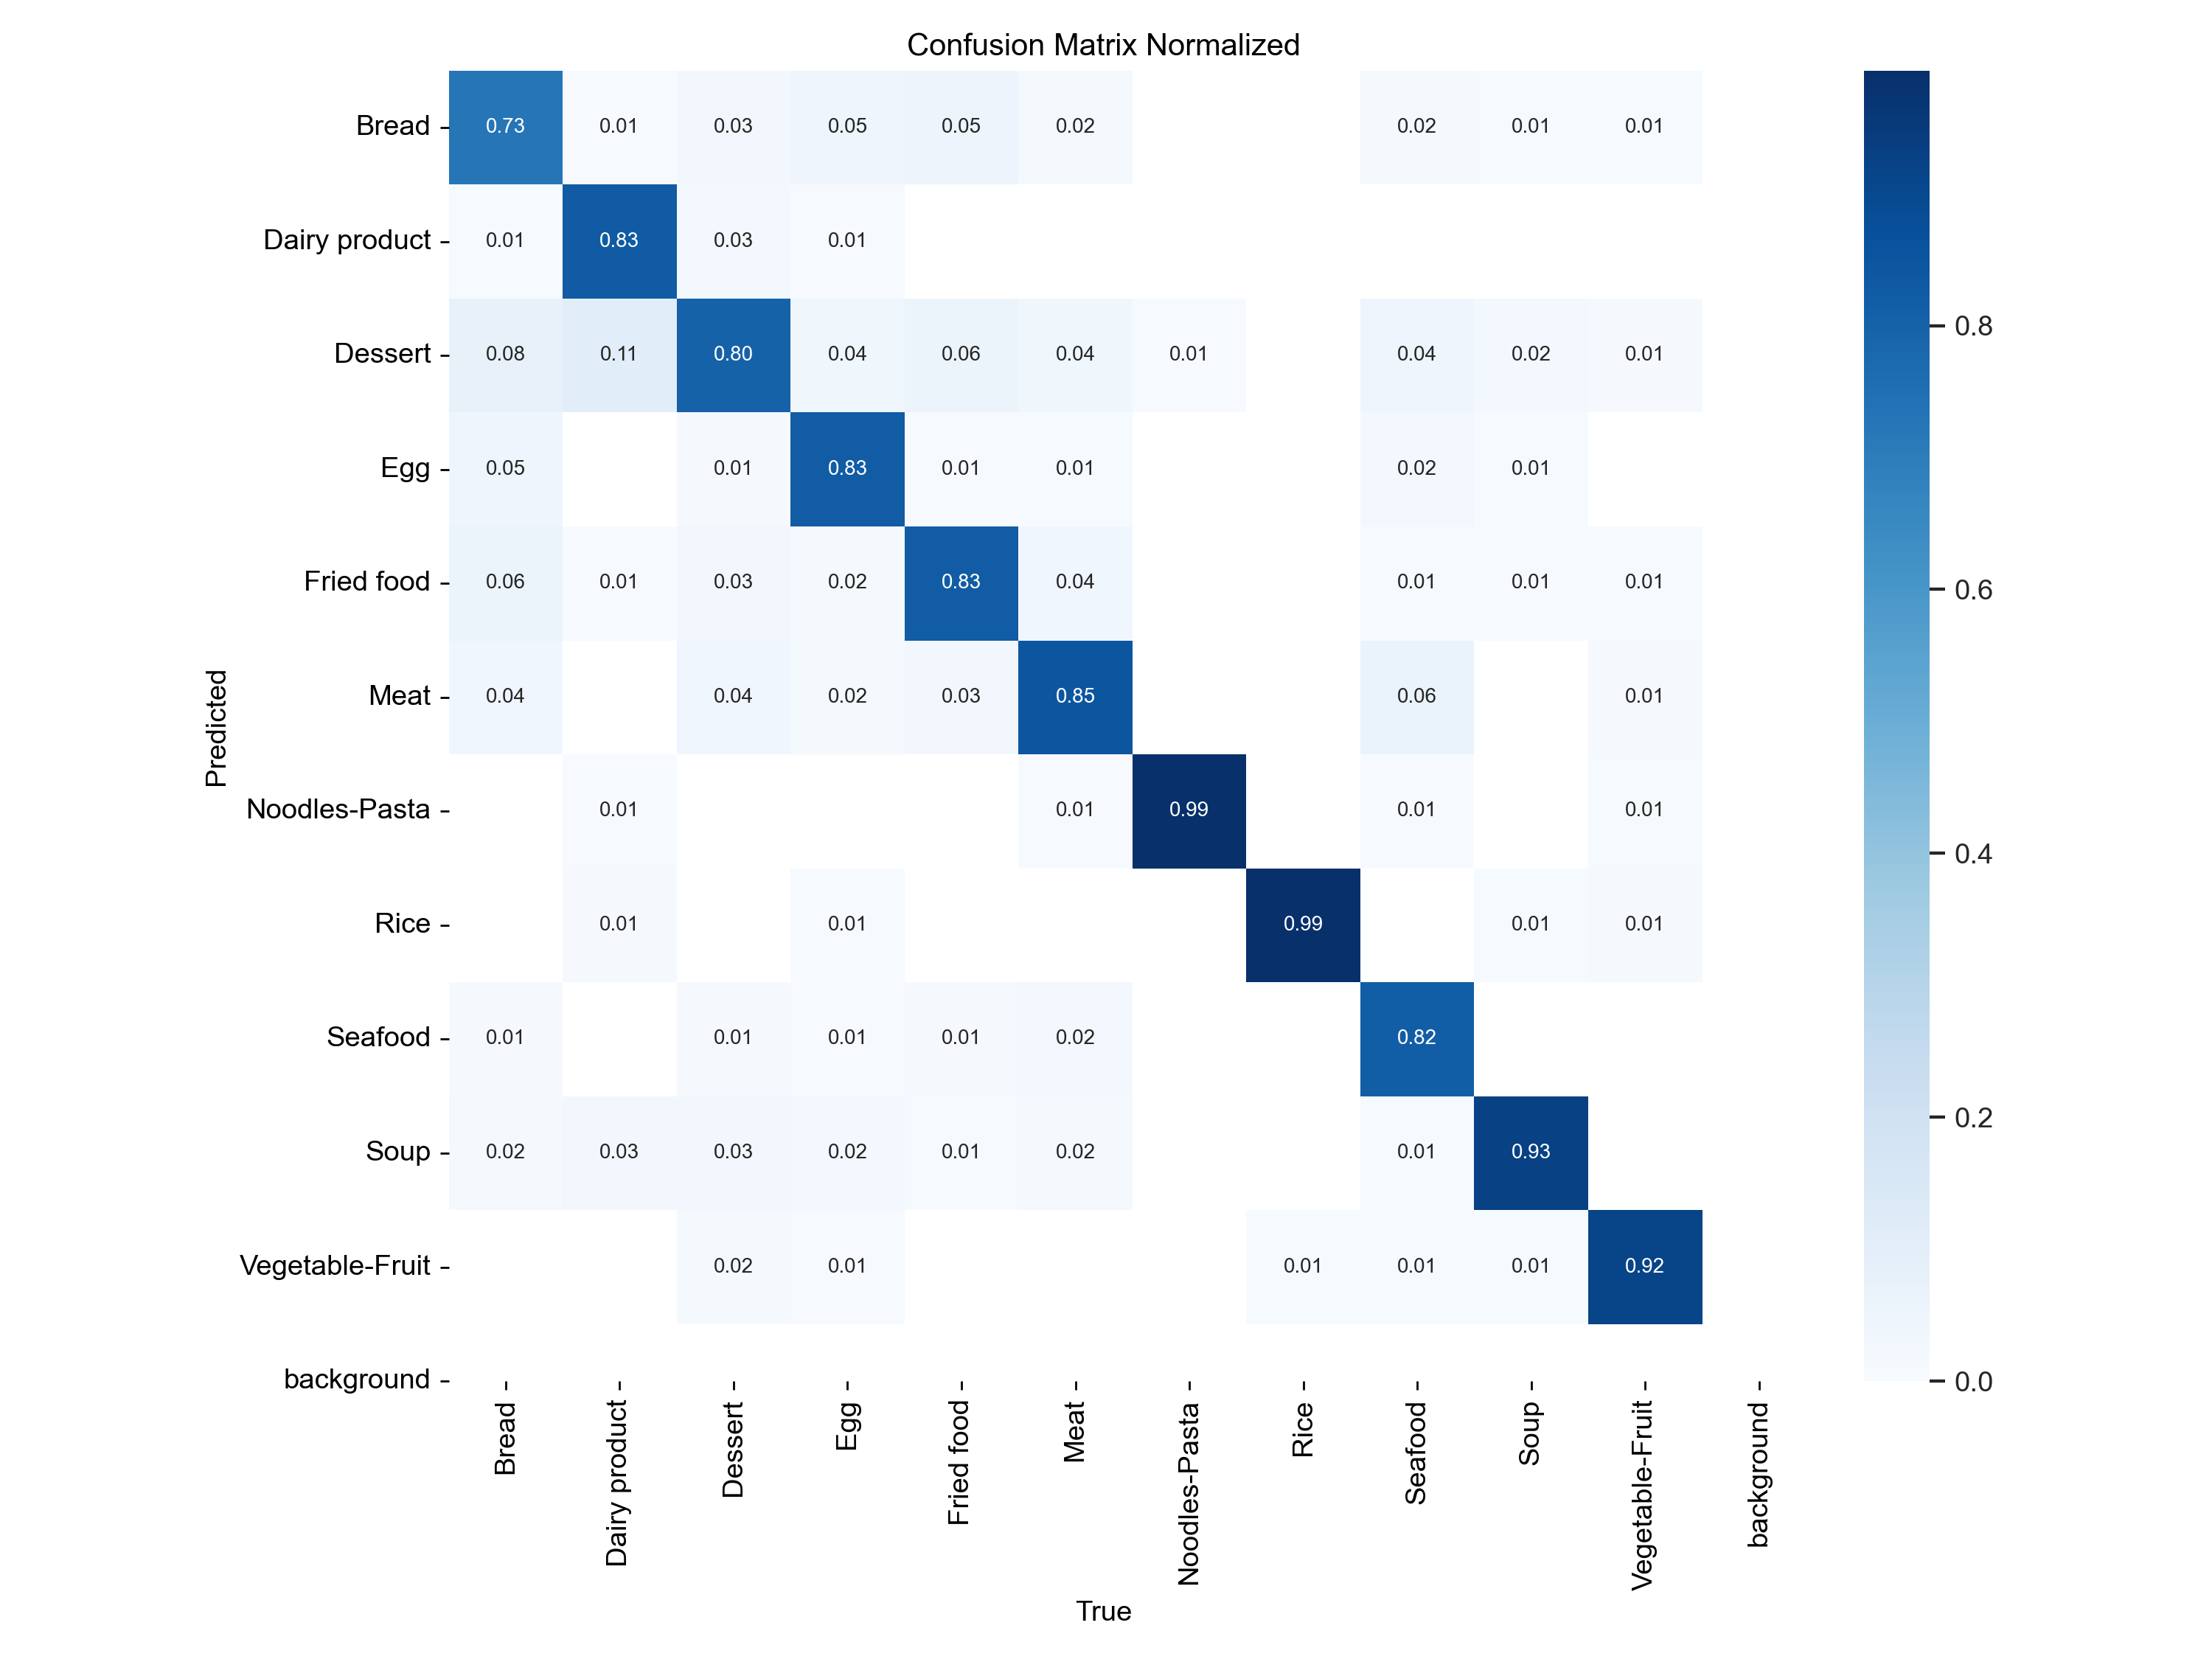 Confusion Matrix Normalized
Bread 0.73 0.01 0.03 0.05 0.05 0.02 0.02 0.01 0.01
Dairy product 0.01 0.83 0.03 0.01
Dessert 0.08 0.11 0.80 0.04 0.06 0.04 0.01 0.04 0.02 0.01
Egg 0.05 0.01 0.83 0.01 0.01 0.02 0.01
Fried food 0.06 0.01 0.03 0.02 0.83 0.04 0.01 0.01 0.01
Meat 0.04 0.04 0.02 0.03 0.85 0.06 0.01
Noodles-Pasta 0.01 0.01 0.99 0.01 0.01
Rice 0.01 0.01 0.99 0.01 0.01
Seafood 0.01 0.01 0.01 0.01 0.02 0.82
Soup 0.02 0.03 0.03 0.02 0.01 0.02 0.01 0.93
Vegetable-Fruit 0.02 0.01 0.01 0.01 0.01 0.92
background
Predicted
Bread
Dairy product
Dessert
Egg
Fried food
Meat
Noodles-Pasta
Rice
Seafood
Soup
Vegetable-Fruit
background
True
0.8
0.6
0.4
0.2
0.0